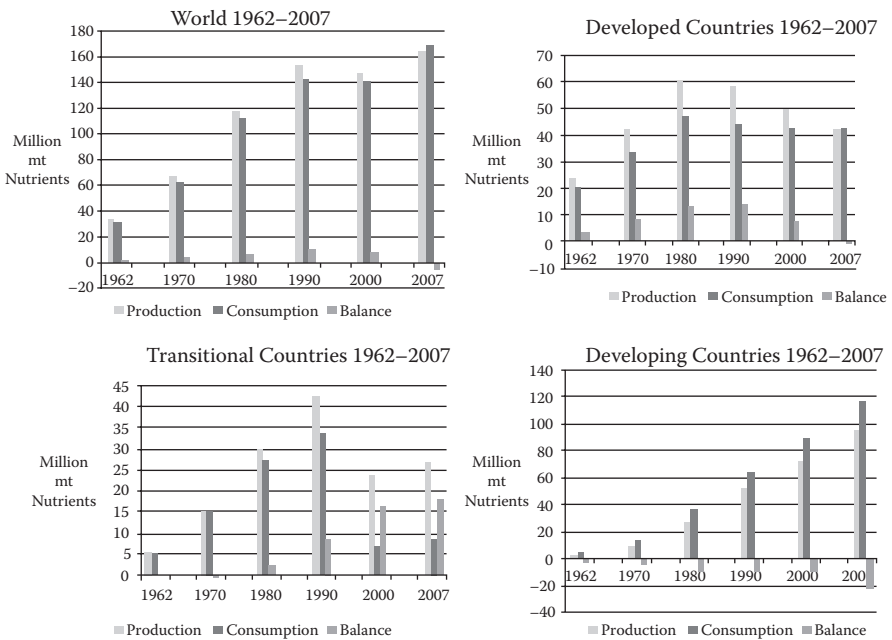 World 1962–2007
180
160
140
120
100
80
60
40
20
0
−20
Million
mt
Nutrients
1962 1970 1980 1990 2000 2007
Production Consumption Balance
Developed Countries 1962–2007
70
60
50
40
30
20
10
0
−10
Million
mt
Nutrients
1962 1970 1980 1990 2000 2007
Production Consumption Balance
Transitional Countries 1962–2007
45
40
35
30
25
20
15
10
5
0
Million
mt
Nutrients
1962 1970 1980 1990 2000 2007
Production Consumption Balance
Developing Countries 1962–2007
140
120
100
80
60
40
20
0
−20
−40
Million
mt
Nutrients
1962 1970 1980 1990 2000 200
Production Consumption Balance